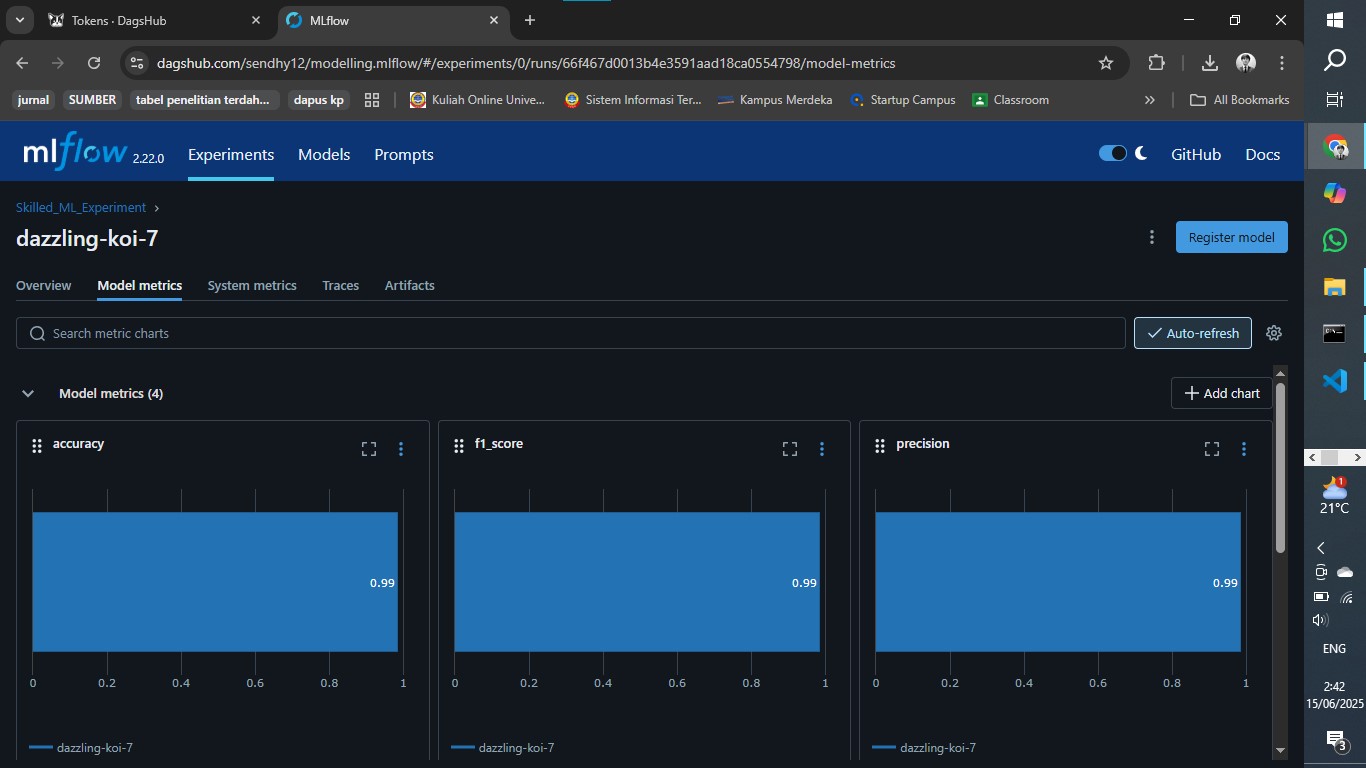 Tokens · DagsHub
MLflow
dagshub.com/sendhy12/modelling.mlflow/#/experiments/0/runs/66f467d0013b4e3591aad18ca0554798/model-metrics
jurnal SUMBER tabel penelitian terdah... dapus kp Kuliah Online Unive... Sistem Informasi Ter... Kampus Merdeka Startup Campus Classroom » All Bookmarks
mlflow 2.22.0 Experiments Models Prompts GitHub Docs
Skilled_ML_Experiment ›
dazzling-koi-7
Register model
Overview Model metrics System metrics Traces Artifacts
Search metric charts
Auto-refresh
Model metrics (4)
Add chart
accuracy
0.99
0 0.2 0.4 0.6 0.8 1
dazzling-koi-7
f1_score
0.99
0 0.2 0.4 0.6 0.8 1
dazzling-koi-7
precision
0.99
0 0.2 0.4 0.6 0.8 1
dazzling-koi-7
1
21°C
ENG
2:42
15/06/2025
3